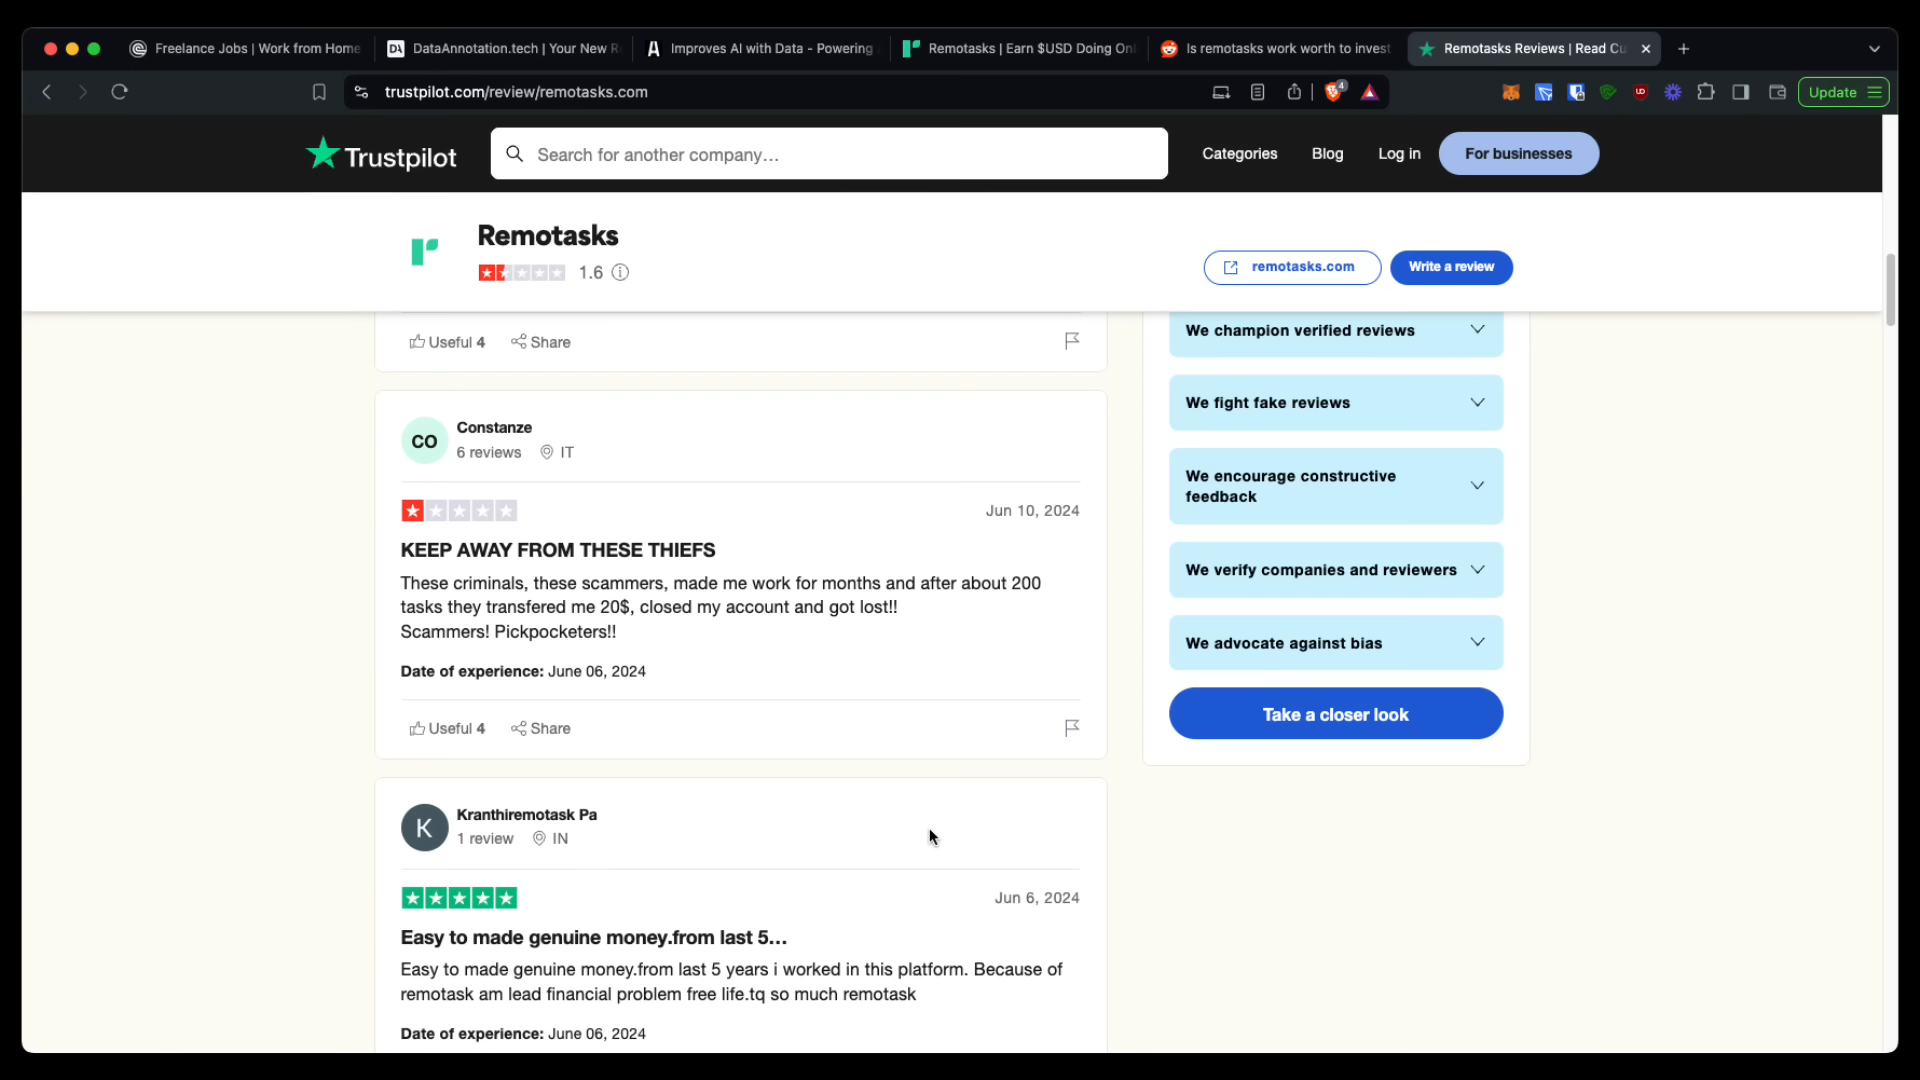 Freelance Jobs | Work from Home
DataAnnotation.tech | Your New R
Improves AI with Data - Powering
Remotasks | Earn $USD Doing Onl
Is remotasks work worth to invest
Remotasks Reviews | Read Cu
trustpilot.com/review/remotasks.com
4
Update
Trustpilot
Search for another company…
Categories
Blog
Log in
For businesses
Remotasks
1.6
remotasks.com
Write a review
Useful 4
Share
CO
Constanze
6 reviews
IT
Jun 10, 2024
KEEP AWAY FROM THESE THIEFS
These criminals, these scammers, made me work for months and after about 200
tasks they transfered me 20$, closed my account and got lost!!
Scammers! Pickpocketers!!
Date of experience: June 06, 2024
Useful 4
Share
K
Kranthiremotask Pa
1 review
IN
Jun 6, 2024
Easy to made genuine money.from last 5…
Easy to made genuine money.from last 5 years i worked in this platform. Because of
remotask am lead financial problem free life.tq so much remotask
Date of experience: June 06, 2024
We champion verified reviews
We fight fake reviews
We encourage constructive
feedback
We verify companies and reviewers
We advocate against bias
Take a closer look